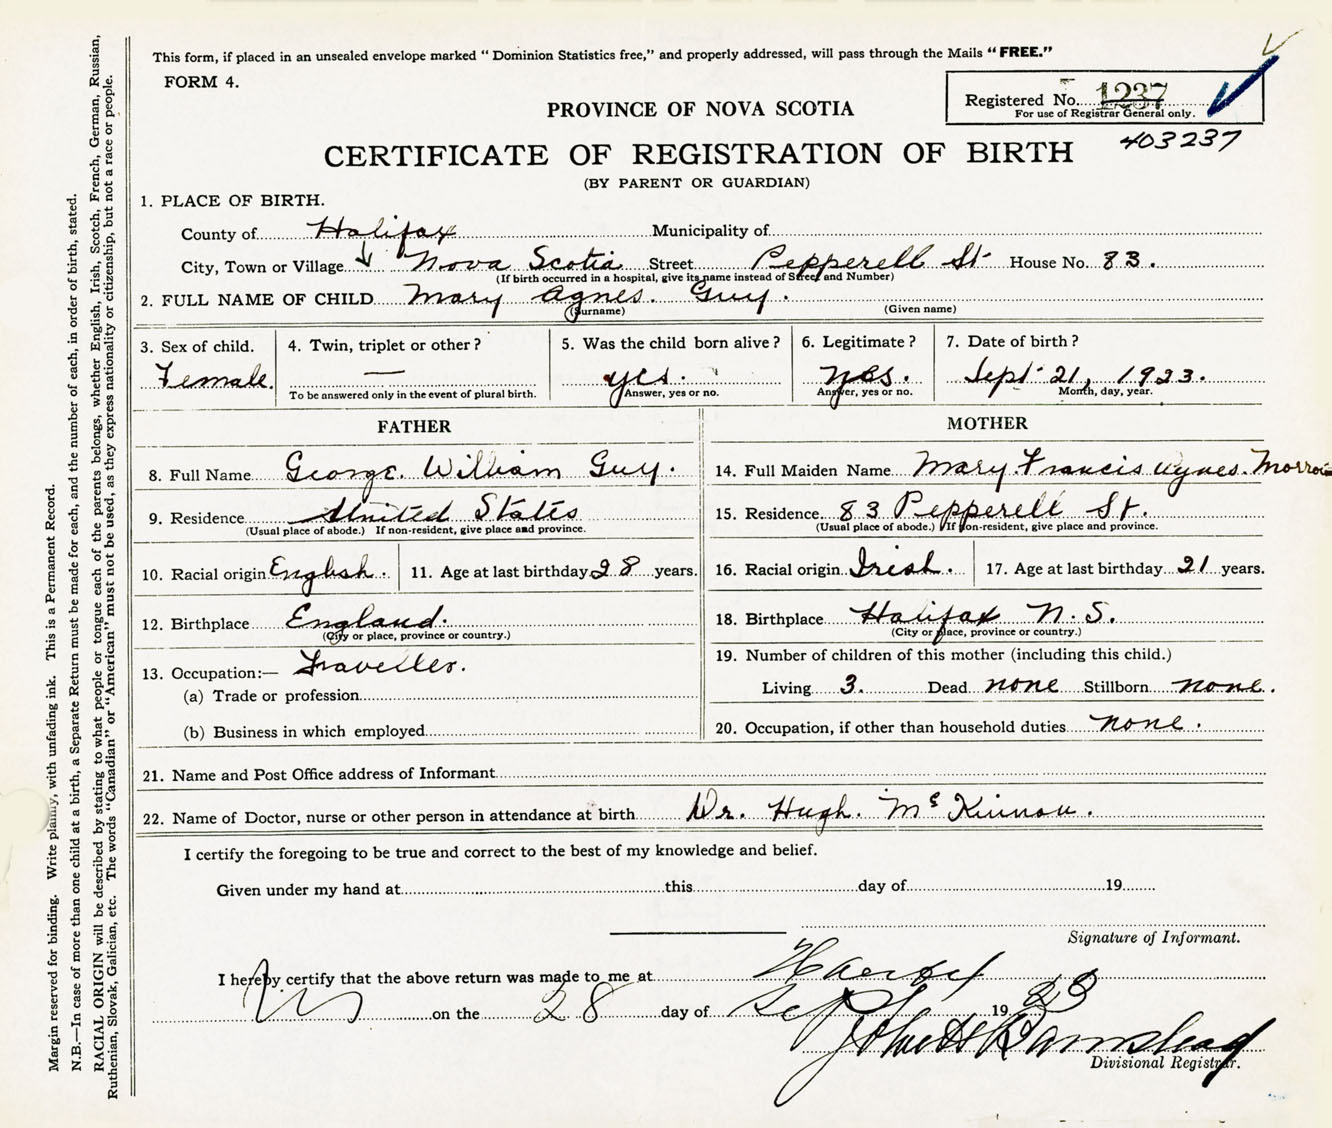 This form, if placed in an unsealed envelope marked "Dominion Statistics free," and properly addressed, will pass through the Mails "FREE."
FORM 4.
Registered No. 1237
For use of Registrar General only.
403237
PROVINCE OF NOVA SCOTIA
CERTIFICATE OF REGISTRATION OF BIRTH
(BY PARENT OR GUARDIAN)
1. PLACE OF BIRTH.
County of Halifax Municipality of
City, Town or Village Nova Scotia Street Pepperell St House No. 83.
(If birth occurred in a hospital, give its name instead of Street and Number)
2. FULL NAME OF CHILD Mary Agnes. Guy.
(Surname) (Given name)
3. Sex of child. 4. Twin, triplet or other? 5. Was the child born alive? 6. Legitimate? 7. Date of birth?
Female. — yes. yes. Sept 21, 1923.
To be answered only in the event of plural birth. Answer, yes or no. Answer, yes or no. Month, day, year.
FATHER
8. Full Name George. William Guy.
9. Residence United States
(Usual place of abode.) If non-resident, give place and province.
10. Racial origin English. 11. Age at last birthday 28 years.
12. Birthplace England.
(City or place, province or country.)
13. Occupation:— Traveller.
(a) Trade or profession
(b) Business in which employed
MOTHER
14. Full Maiden Name Mary Francis
15. Residence. 83 Pepperell St.
(Usual place of abode.) If non-resident, give place and province.
16. Racial origin Irish. 17. Age at last birthday 21 years.
18. Birthplace Halifax N.S.
(City or place, province or country.)
19. Number of children of this mother (including this child.)
Living 3. Dead none Stillborn none.
20. Occupation, if other than household duties none.
21. Name and Post Office address of Informant
22. Name of Doctor, nurse or other person in attendance at birth Dr. Hugh. McKinnon.
I certify the foregoing to be true and correct to the best of my knowledge and belief.
Given under my hand at this day of 19
Signature of Informant.
I hereby certify that the above return was made to me at
on the 28 day of Sept 1923
Divisional Registrar.
Margin reserved for binding. Write plainly, with unfading ink. This is a Permanent Record.
N.B.—In case of more than one child at a birth, a Separate Return must be made for each, and the number of each, in order of birth, stated.
RACIAL ORIGIN will be described by stating to what people or tongue each of the parents belongs, whether English, Irish, Scotch, French, German, Russian,
Ruthenian, Slovak, Galician, etc. The words "Canadian" or "American" must not be used, as they express nationality or citizenship, but not a race or people.